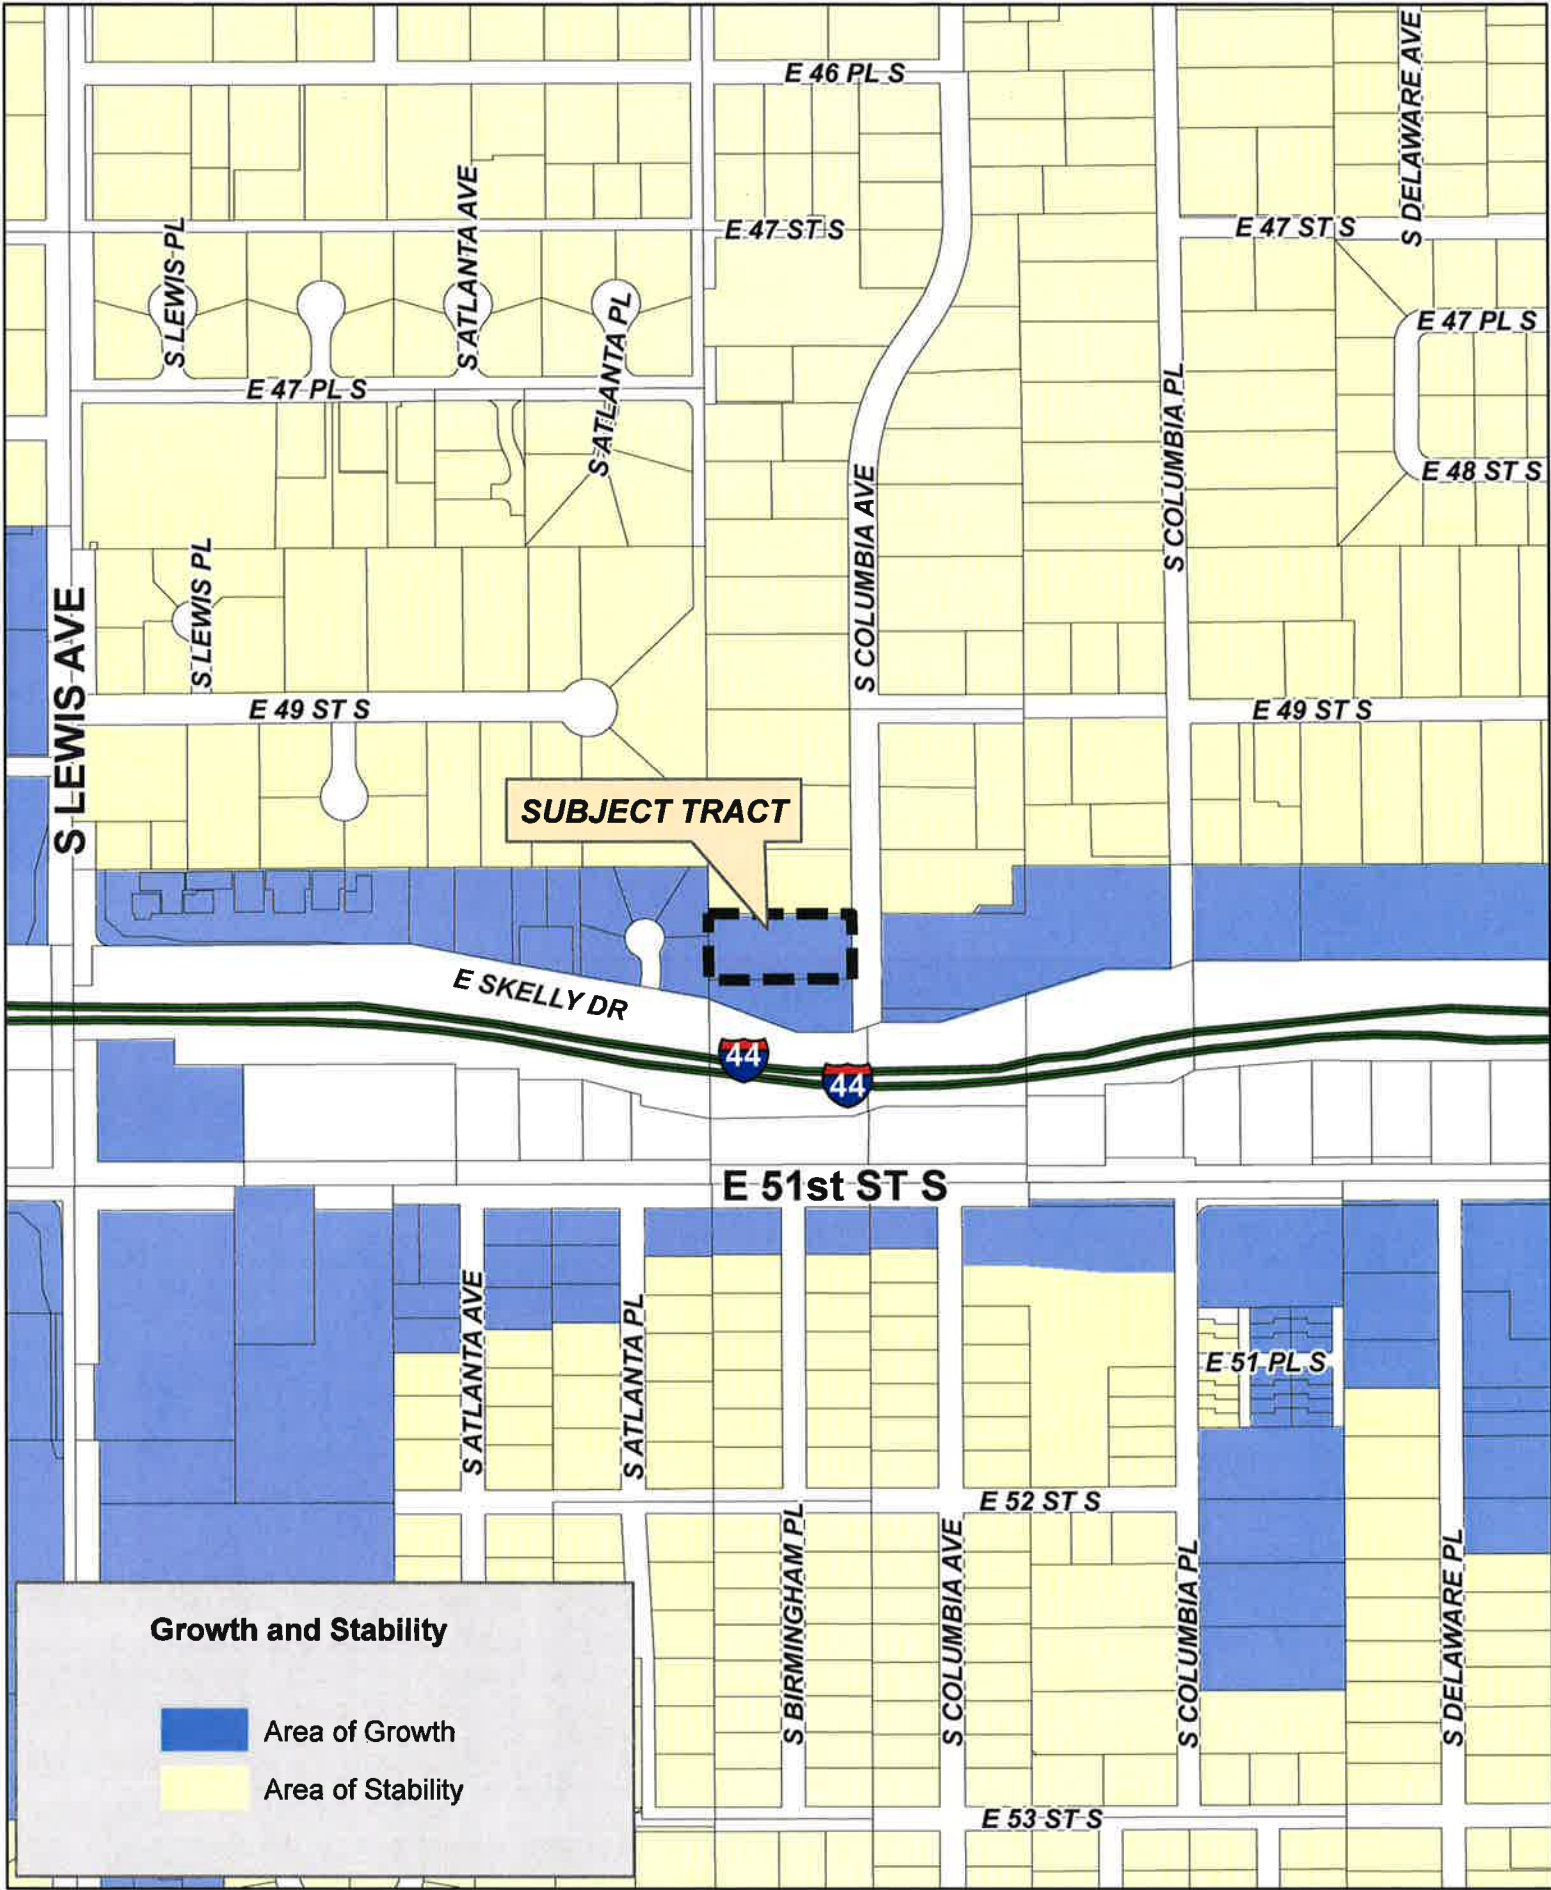 E 46 PL S
S DELAWARE AVE
S ATLANTA AVE
S LEWIS PL
E 47 ST S
E 47 ST S
S ATLANTA PL
E 47 PL S
E 47 PL S
S COLUMBIA PL
E 48 ST S
S COLUMBIA AVE
S LEWIS PL
S LEWIS AVE
E 49 ST S
E 49 ST S
SUBJECT TRACT
E SKELLY DR
44
44
E 51st ST S
S ATLANTA AVE
S ATLANTA PL
E 51 PL S
E 52 ST S
S BIRMINGHAM PL
S COLUMBIA AVE
S COLUMBIA PL
S DELAWARE PL
Growth and Stability
Area of Growth
Area of Stability
E 53 ST S